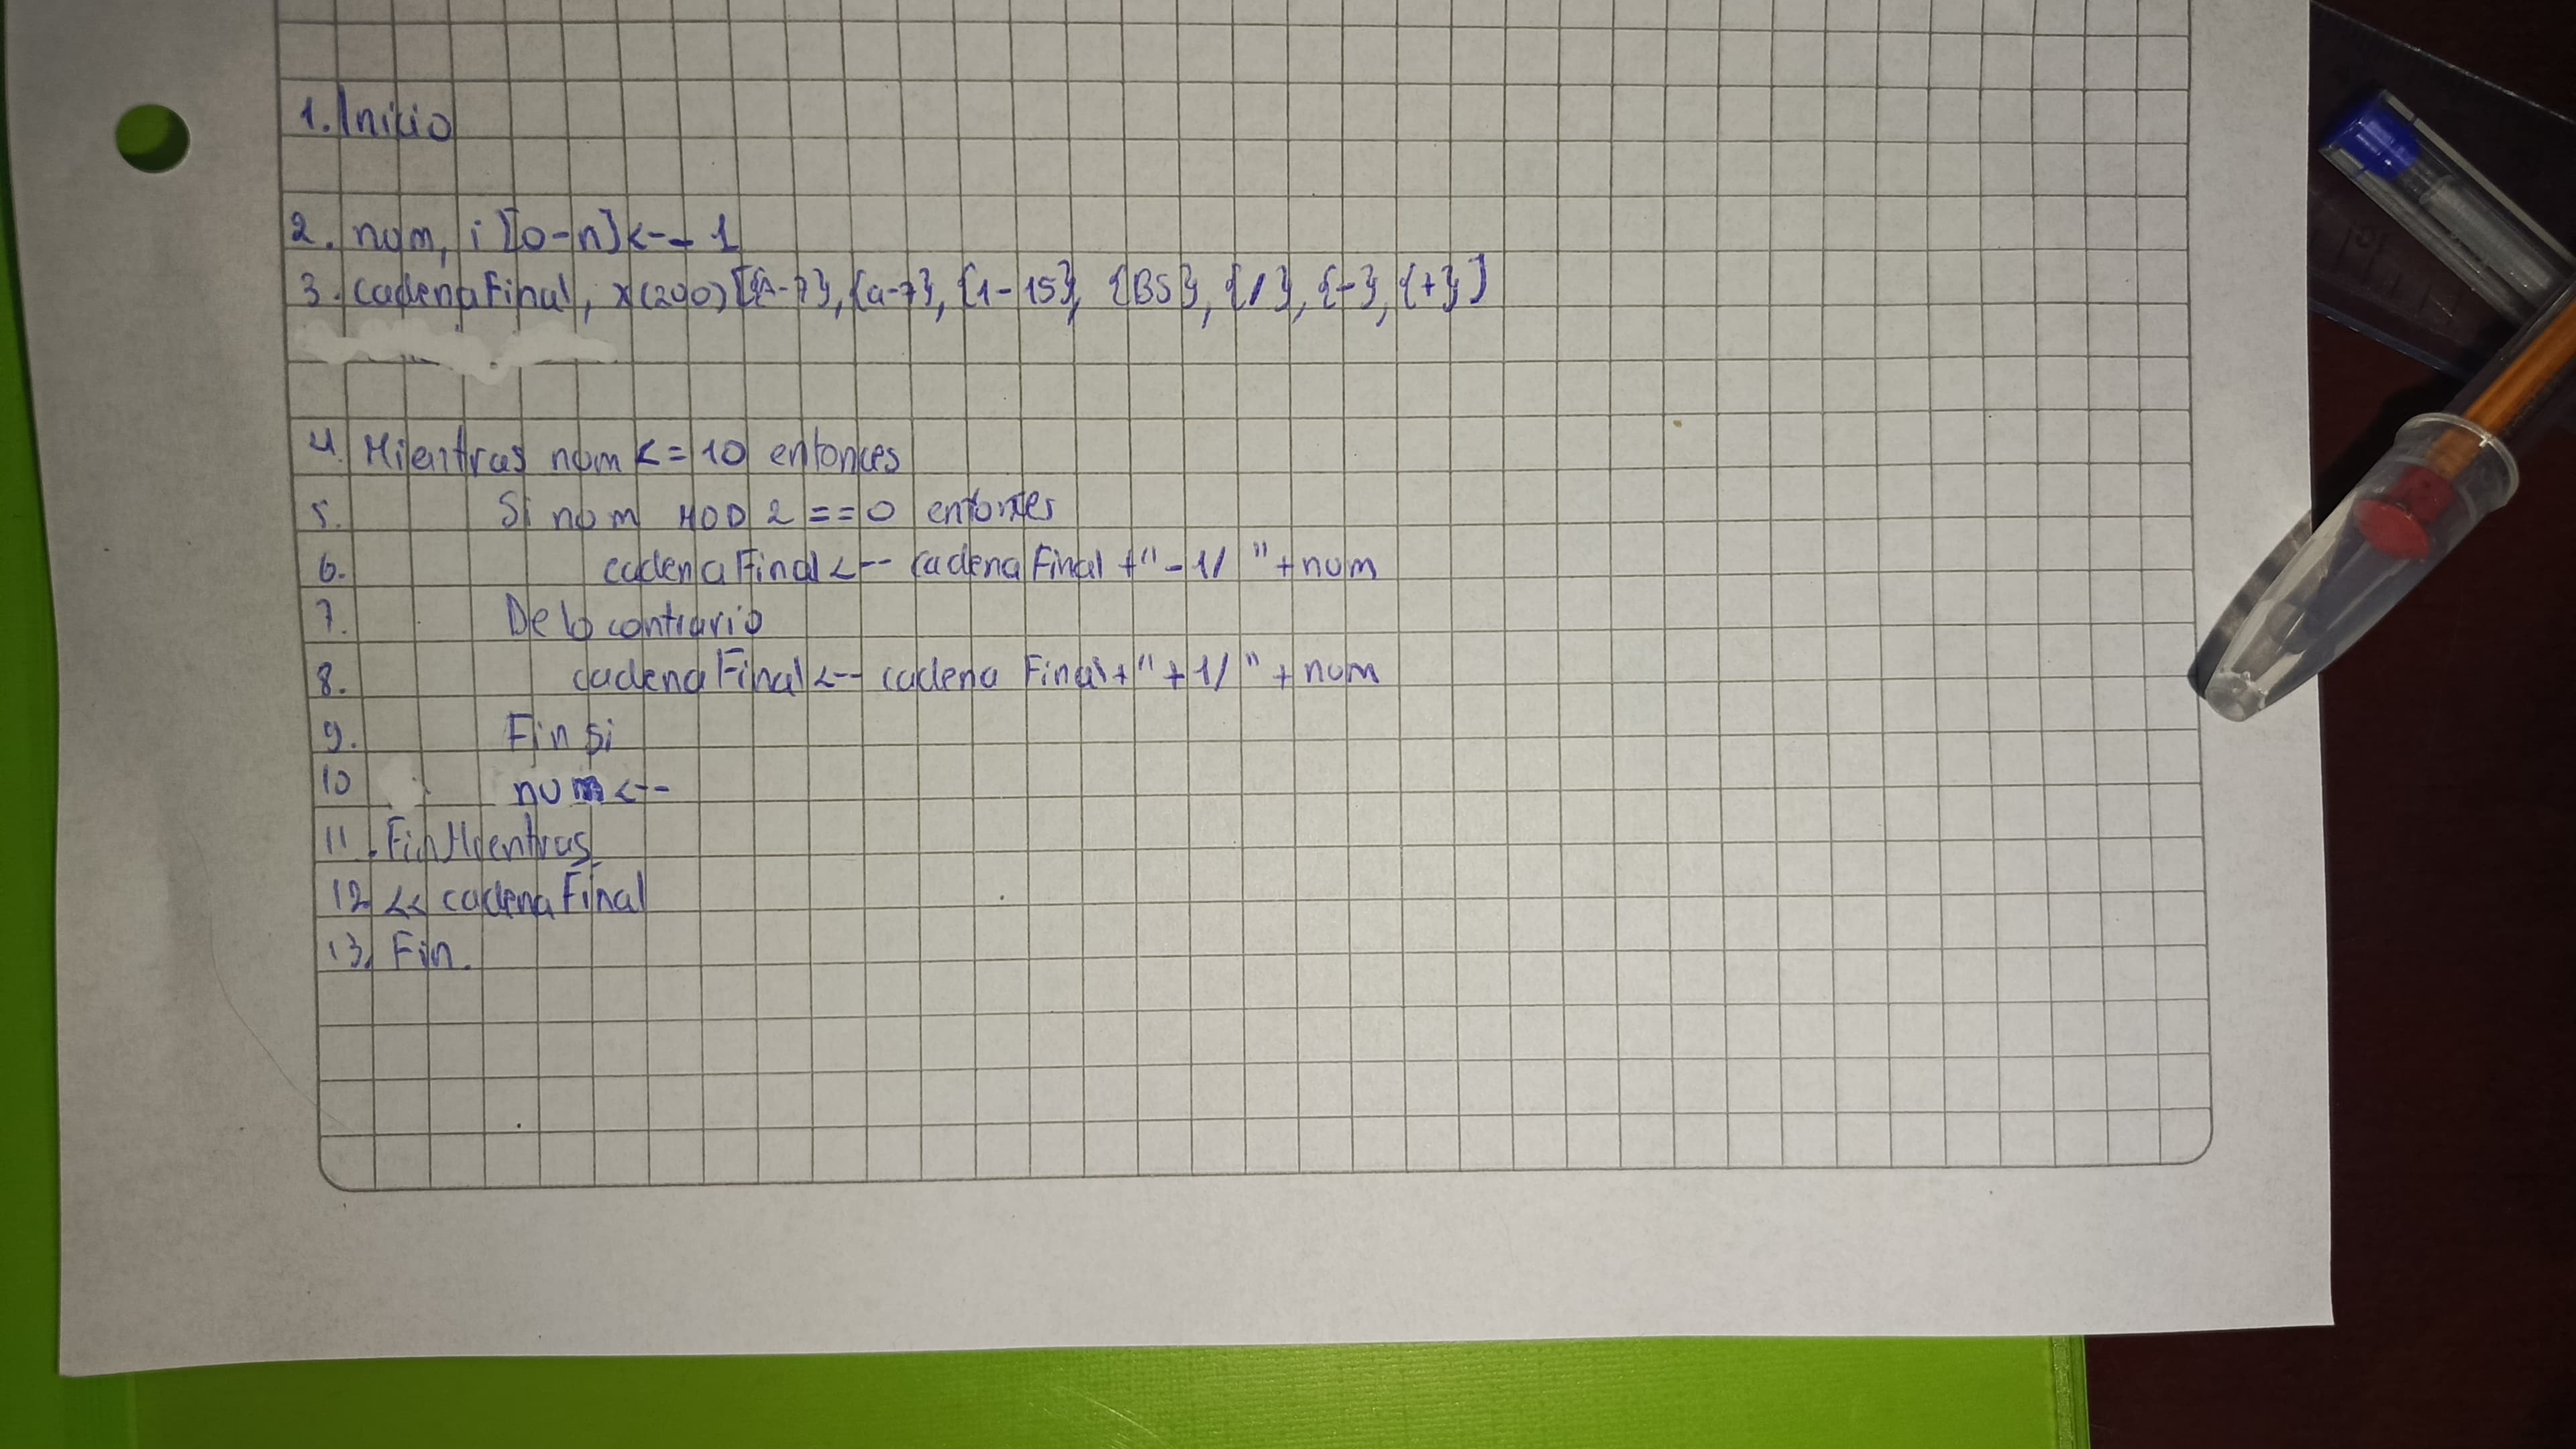 1. Inicio
2. num, i [0-n] <-- 1
3. cadenaFinal, x(200) [{A-z}, {a-z}, {1-15}, {BS}, {/}, {-}, {+}]
4. Mientras num <= 10 entonces
5. Si num MOD 2 == 0 entonces
6. cadenaFinal <-- cadenaFinal + "-1/" + num
7. De lo contrario
8. cadenaFinal <-- cadena Final + "+1/" + num
9. Fin si
10 num <--
11. Fin Mientras
12. << cadenaFinal
13. Fin.